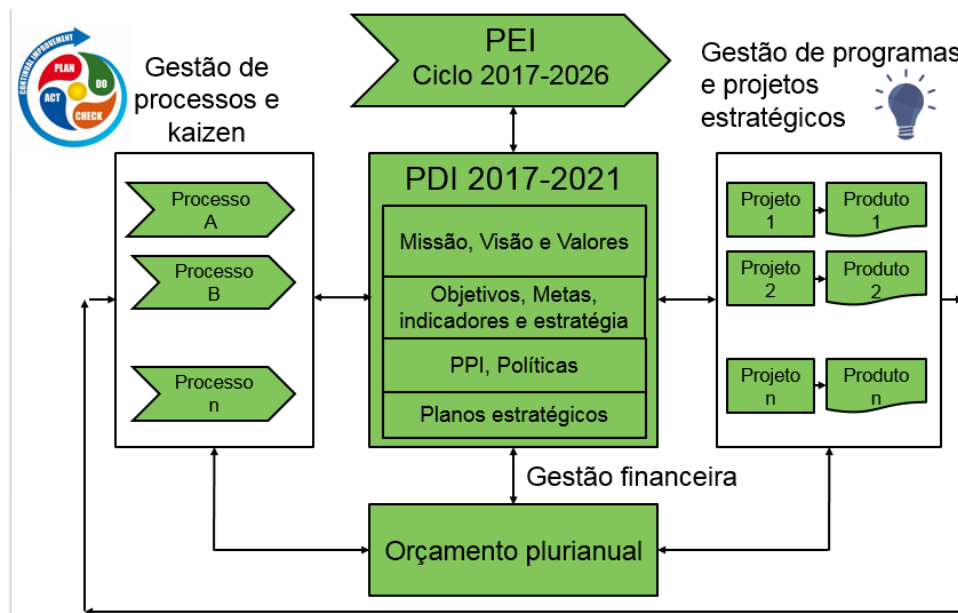 CONTINUAL IMPROVEMENT
PLAN
DO
ACT
CHECK
Gestão de
processos e
kaizen
PEI
Ciclo 2017-2026
Gestão de programas
e projetos
estratégicos
Processo
A
Processo
B
Processo
n
PDI 2017-2021
Missão, Visão e Valores
Objetivos, Metas,
indicadores e estratégia
PPI, Políticas
Planos estratégicos
Projeto
1
Produto
1
Projeto
2
Produto
2
Projeto
n
Produto
n
Gestão financeira
Orçamento plurianual